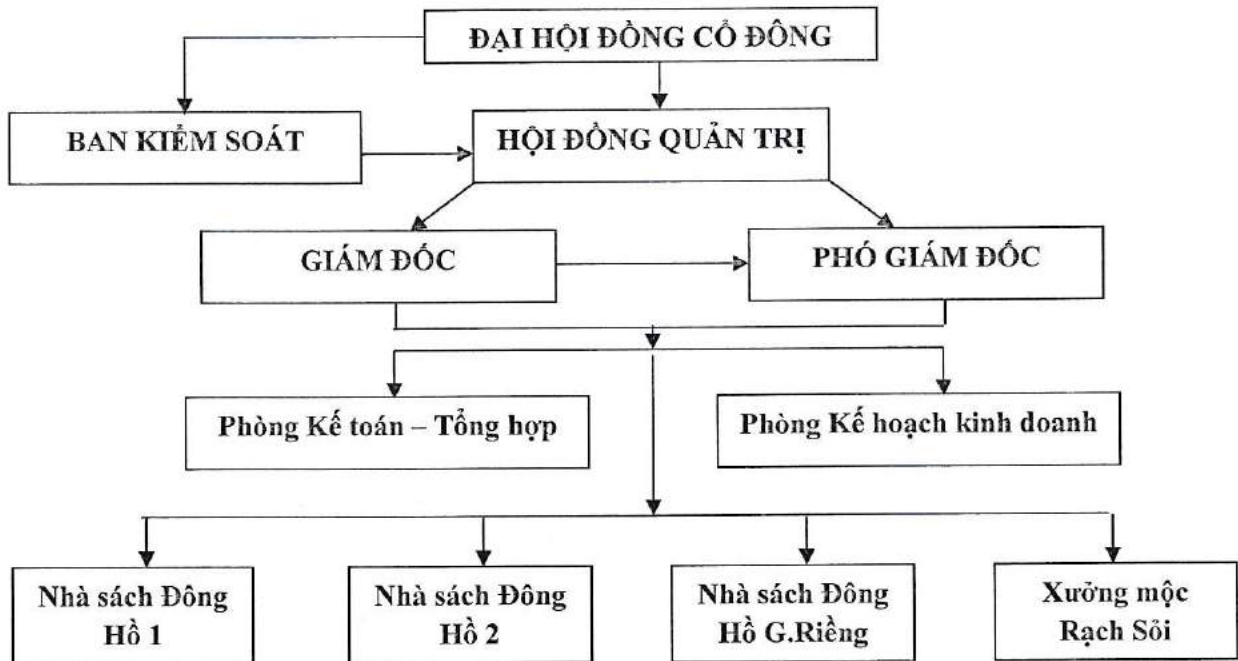 ĐẠI HỘI ĐỒNG CỔ ĐÔNG
BAN KIỂM SOÁT
HỘI ĐỒNG QUẢN TRỊ
GIÁM ĐỐC
PHÓ GIÁM ĐỐC
Phòng Kế toán – Tổng hợp
Phòng Kế hoạch kinh doanh
Nhà sách Đông
Hồ 1
Nhà sách Đông
Hồ 2
Nhà sách Đông
Hồ G.Riềng
Xưởng mộc
Rạch Sỏi